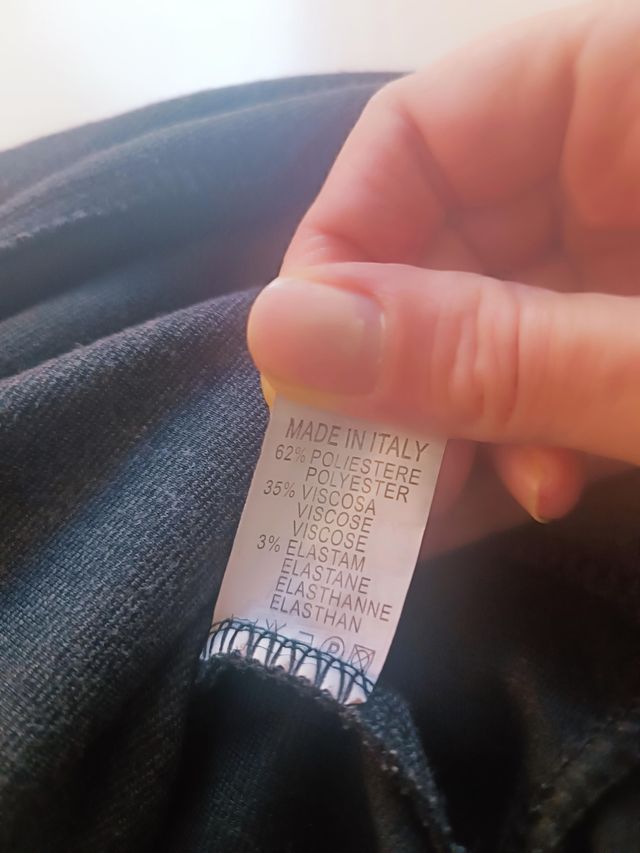 MADE IN ITALY
62% POLIESTERE
POLYESTER
35% VISCOSA
VISCOSE
VISCOSE
3% ELASTAM
ELASTANE
ELASTHANNE
ELASTHAN